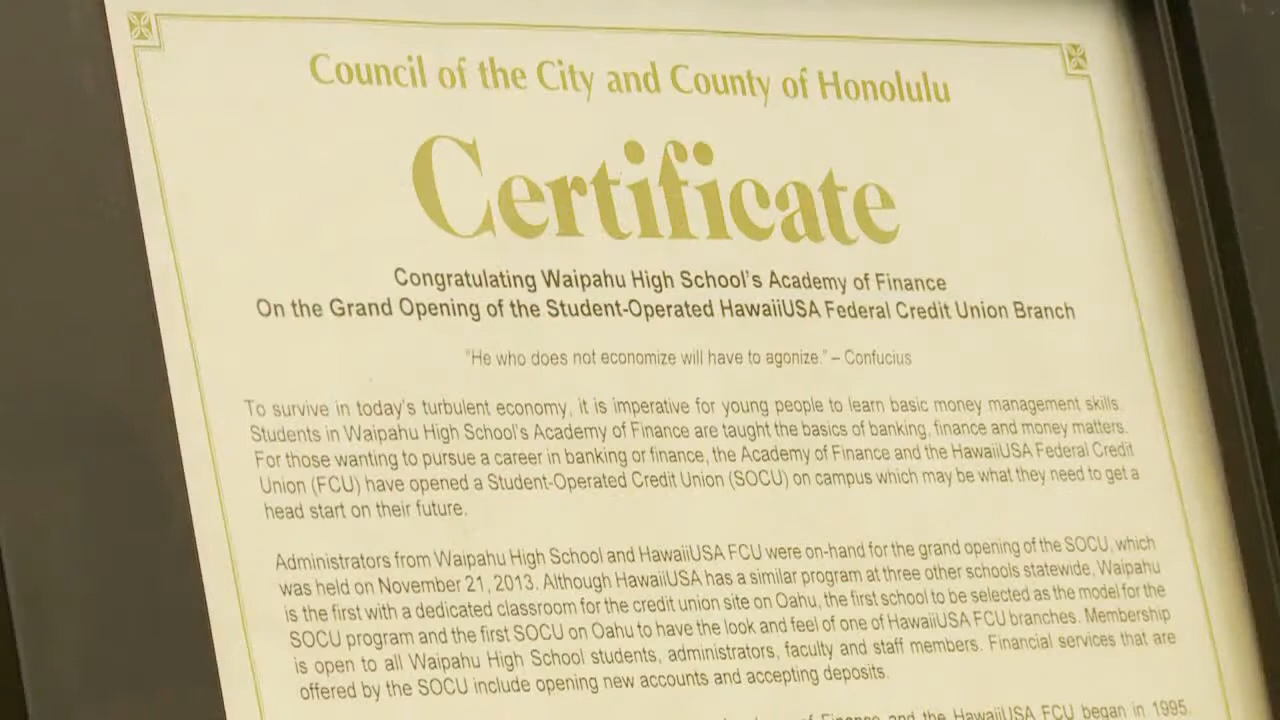 Council of the City and County of Honolulu
Certificate
Congratulating Waipahu High School's Academy of Finance
On the Grand Opening of the Student-Operated HawaiiUSA Federal Credit Union Branch
"He who does not economize will have to agonize." – Confucius
To survive in today's turbulent economy, it is imperative for young people to learn basic money management skills.
Students in Waipahu High School's Academy of Finance are taught the basics of banking, finance and money matters.
For those wanting to pursue a career in banking or finance, the Academy of Finance and the HawaiiUSA Federal Credit
Union (FCU) have opened a Student-Operated Credit Union (SOCU) on campus which may be what they need to get a
head start on their future.
Administrators from Waipahu High School and HawaiiUSA FCU were on-hand for the grand opening of the SOCU, which
was held on November 21, 2013. Although HawaiiUSA has a similar program at three other schools statewide, Waipahu
is the first with a dedicated classroom for the credit union site on Oahu, the first school to be selected as the model for the
SOCU program and the first SOCU on Oahu to have the look and feel of one of HawaiiUSA FCU branches. Membership
is open to all Waipahu High School students, administrators, faculty and staff members. Financial services that are
offered by the SOCU include opening new accounts and accepting deposits.
of Finance and the HawaiiUSA FCU began in 1995.